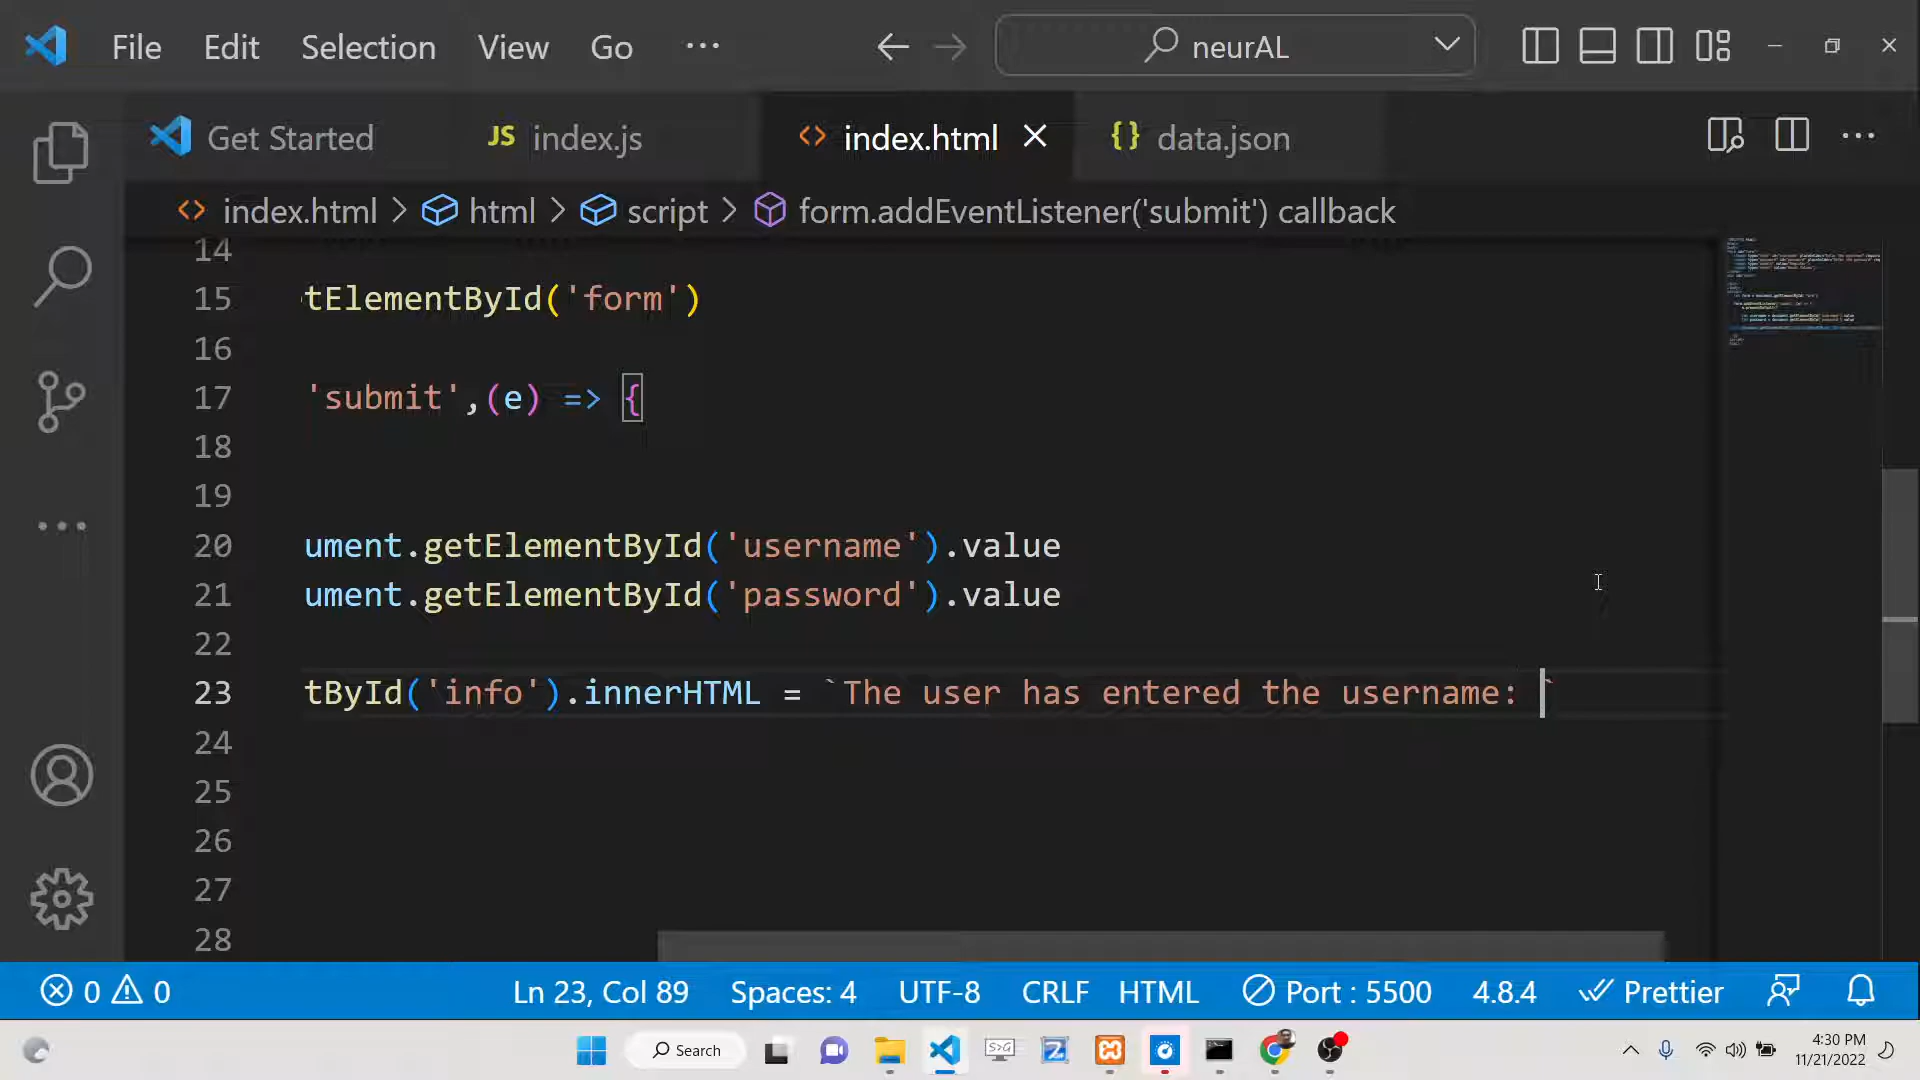 File Edit Selection View Go ··· neurAL
Get Started JS index.js index.html {} data.json
index.html > html > script > form.addEventListener('submit') callback
14
15 tElementById('form')
16
17 'submit',(e) => {
18
19
20 ument.getElementById('username').value
21 ument.getElementById('password').value
22
23 tById('info').innerHTML = `The user has entered the username: `
24
25
26
27
28
0 0 Ln 23, Col 89 Spaces: 4 UTF-8 CRLF HTML Port : 5500 4.8.4 Prettier
Search 4:30 PM
11/21/2022